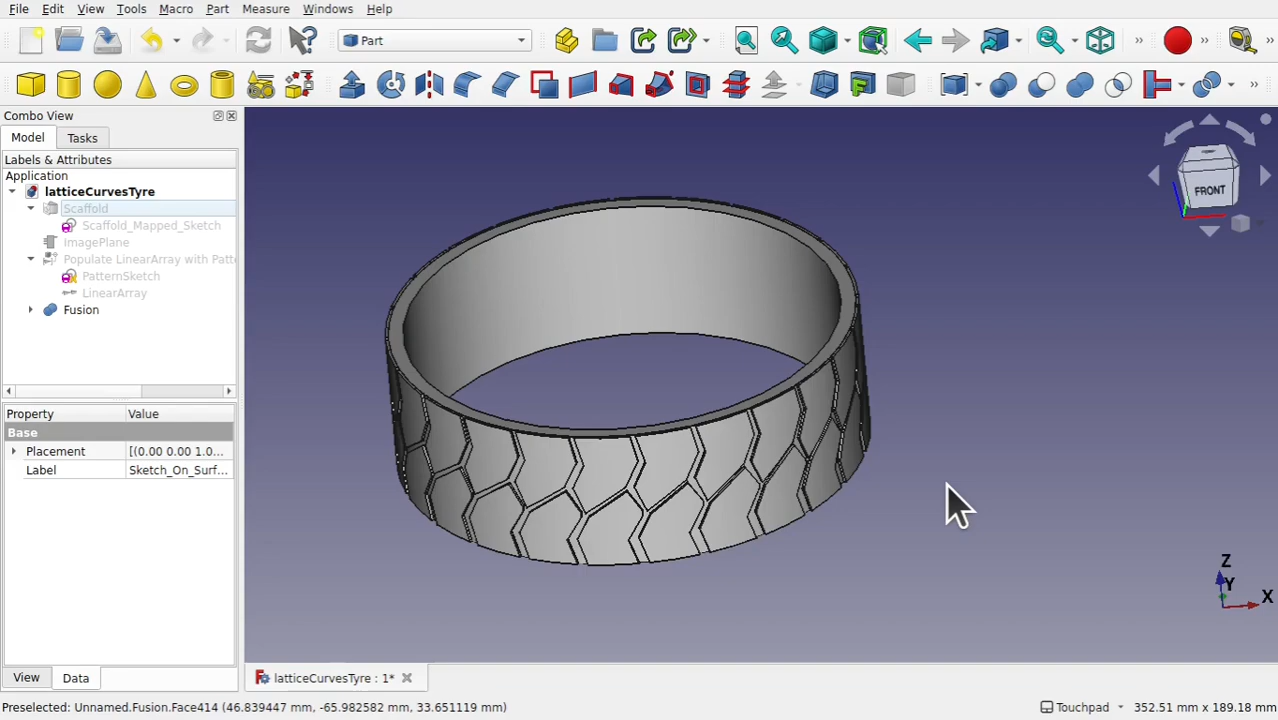 File Edit View Tools Macro Part Measure Windows Help
Part
Combo View
Model Tasks
Labels & Attributes
Application
latticeCurvesTyre
Scaffold
Scaffold_Mapped_Sketch
ImagePlane
Populate LinearArray with Patte
PatternSketch
LinearArray
Fusion
Property Value
Base
Placement [(0.00 0.00 1.0...
Label Sketch_On_Surf...
View Data
FRONT
Z
Y
X
latticeCurvesTyre : 1*
Preselected: Unnamed.Fusion.Face414 (46.839447 mm, -65.982582 mm, 33.651119 mm)
Touchpad
352.51 mm x 189.18 mm